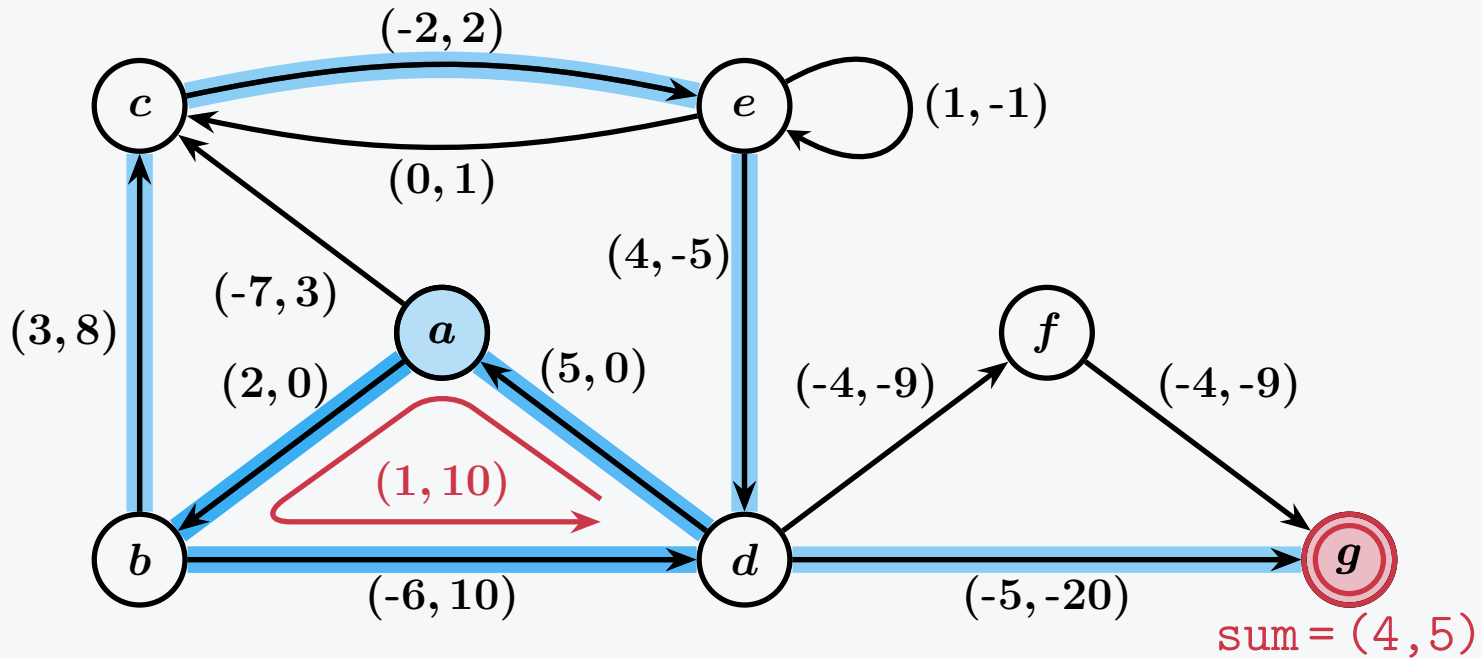 (-2, 2)
c
e
(1, -1)
(0, 1)
(4, -5)
(-7, 3)
(3, 8)
a
f
(2, 0)
(5, 0)
(-4, -9)
(-4, -9)
(1, 10)
b
d
g
(-6, 10)
(-5, -20)
sum = (4,5)